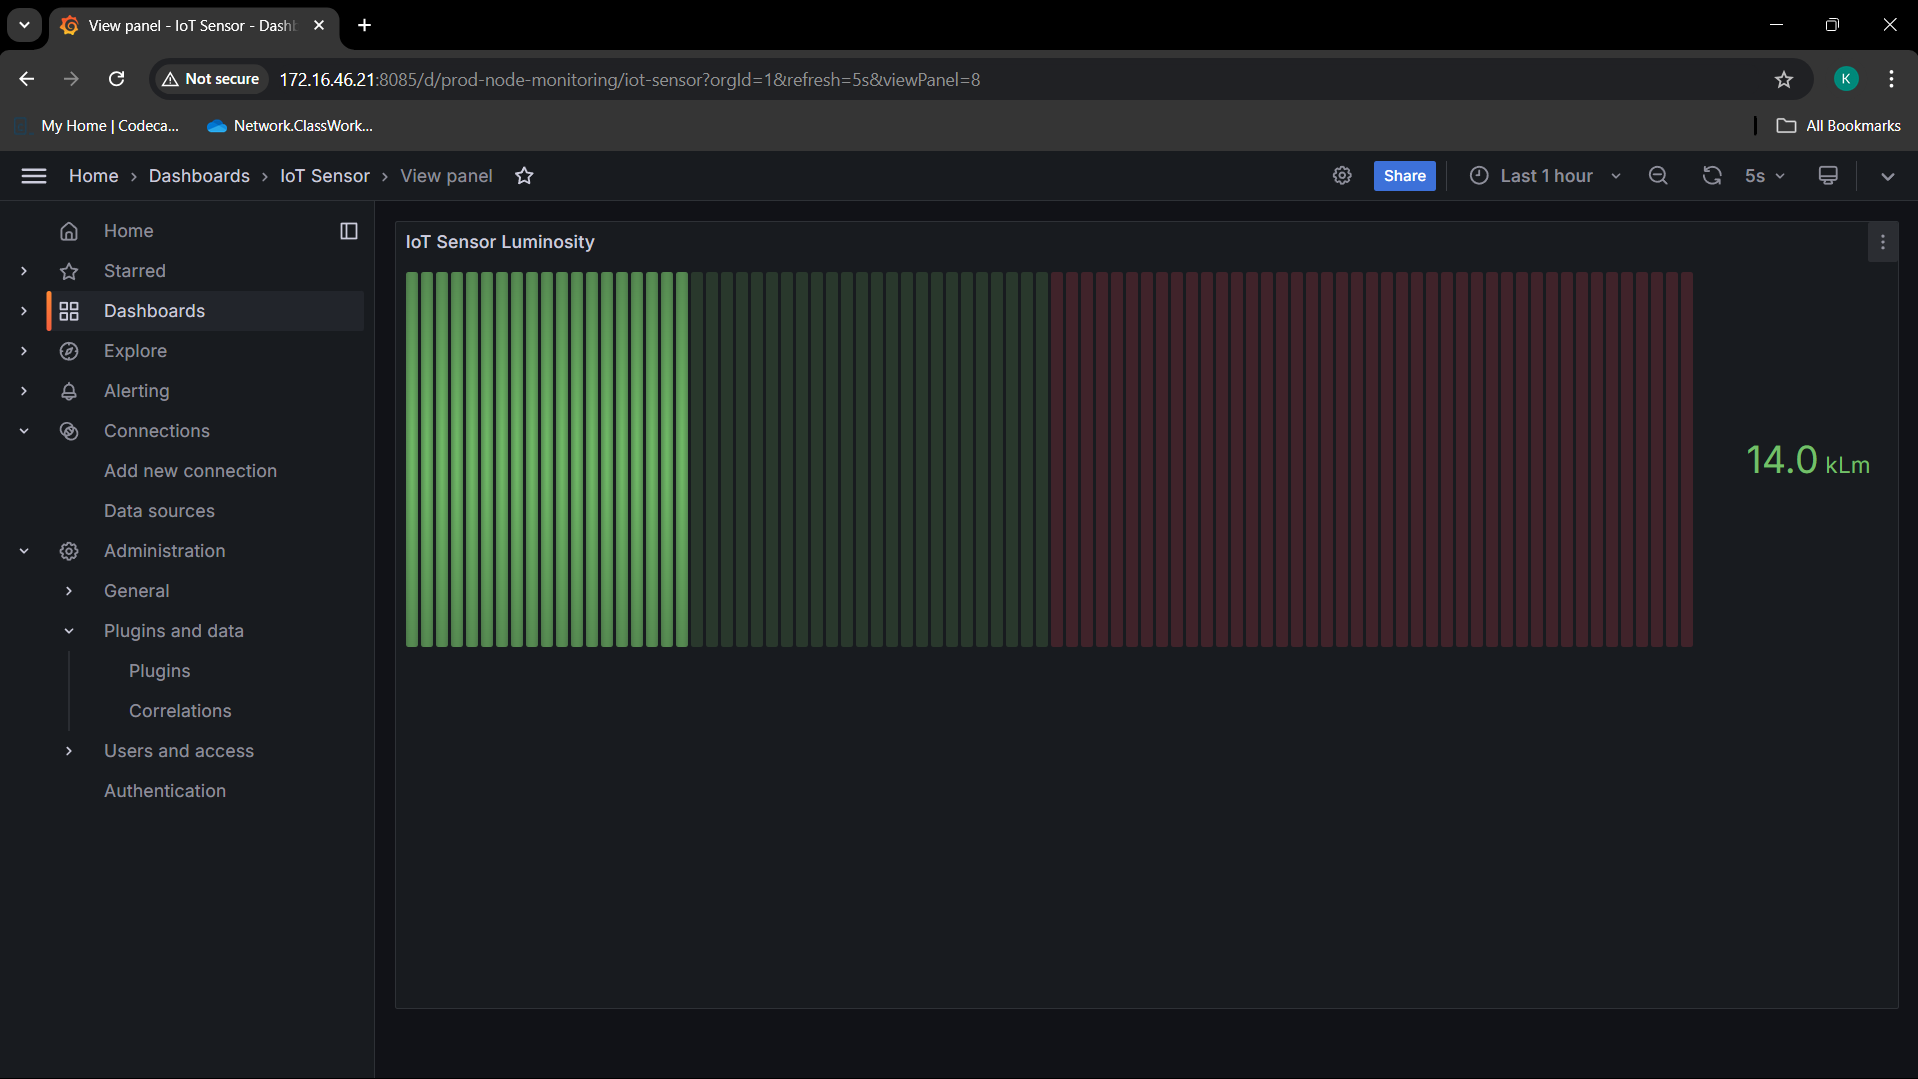 View panel - IoT Sensor - Dashb
Not secure
172.16.46.21:8085/d/prod-node-monitoring/iot-sensor?orgId=1&refresh=5s&viewPanel=8
K
My Home | Codeca...
Network.ClassWork...
All Bookmarks
Home › Dashboards › IoT Sensor › View panel
Share
Last 1 hour
5s
Home
Starred
Dashboards
Explore
Alerting
Connections
Add new connection
Data sources
Administration
General
Plugins and data
Plugins
Correlations
Users and access
Authentication
IoT Sensor Luminosity
14.0 kLm